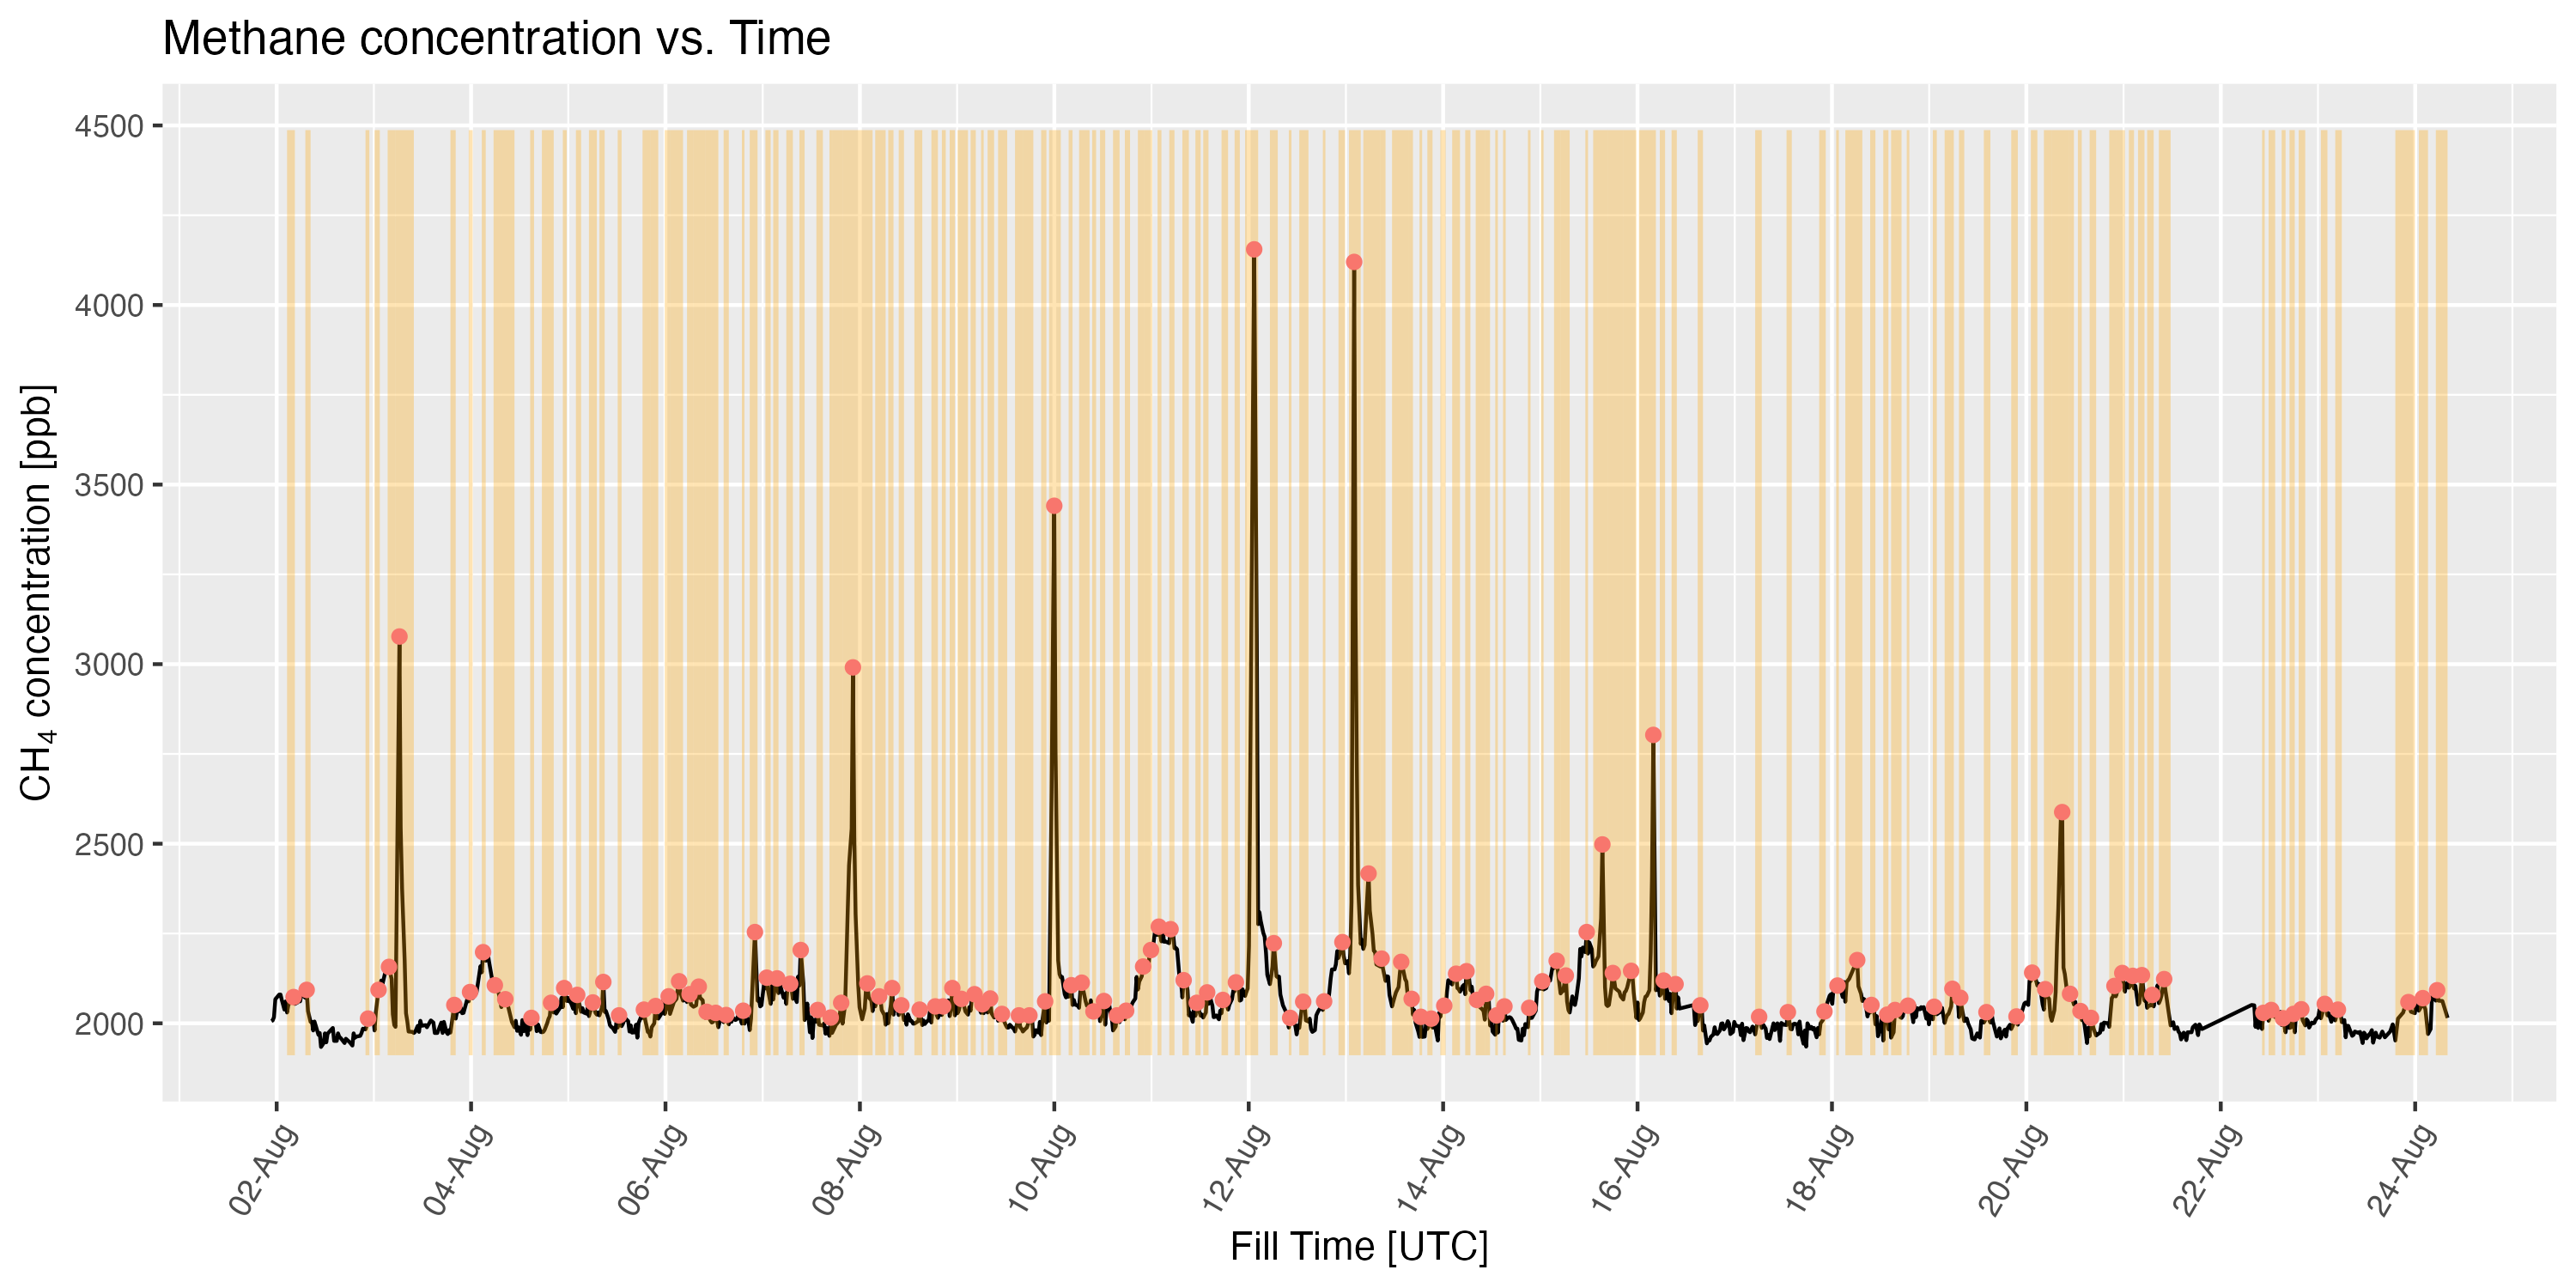 Methane concentration vs. Time
CH₄ concentration [ppb]
4500
4000
3500
3000
2500
2000
02-Aug
04-Aug
06-Aug
08-Aug
10-Aug
12-Aug
14-Aug
16-Aug
18-Aug
20-Aug
22-Aug
24-Aug
Fill Time [UTC]